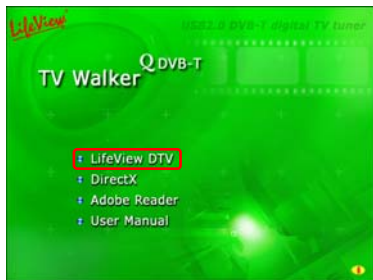 LifeView
USB2.0 DVB-T digital TV tuner
TV Walker Q DVB-T
LifeView DTV
DirectX
Adobe Reader
User Manual